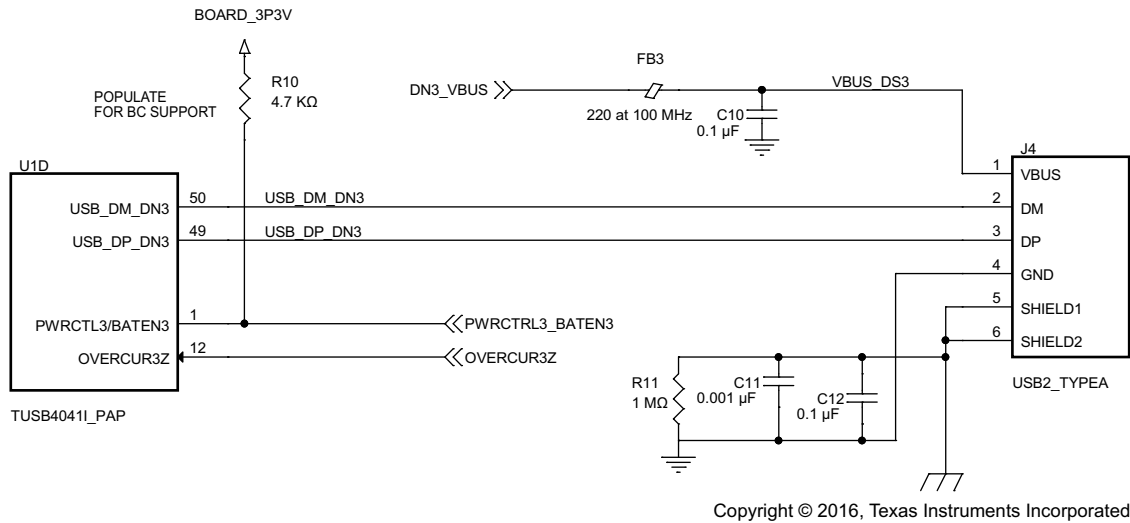 BOARD_3P3V
R10
4.7 KΩ
POPULATE
FOR BC SUPPORT
FB3
DN3_VBUS
220 at 100 MHz
VBUS_DS3
C10
0.1 µF
U1D
USB_DM_DN3
50
USB_DM_DN3
USB_DP_DN3
49
USB_DP_DN3
PWRCTL3/BATEN3
1
PWRCTRL3_BATEN3
OVERCUR3Z
12
OVERCUR3Z
TUSB4041I_PAP
J4
1
VBUS
2
DM
3
DP
4
GND
5
SHIELD1
6
SHIELD2
USB2_TYPEA
R11
1 MΩ
C11
0.001 µF
C12
0.1 µF
Copyright © 2016, Texas Instruments Incorporated